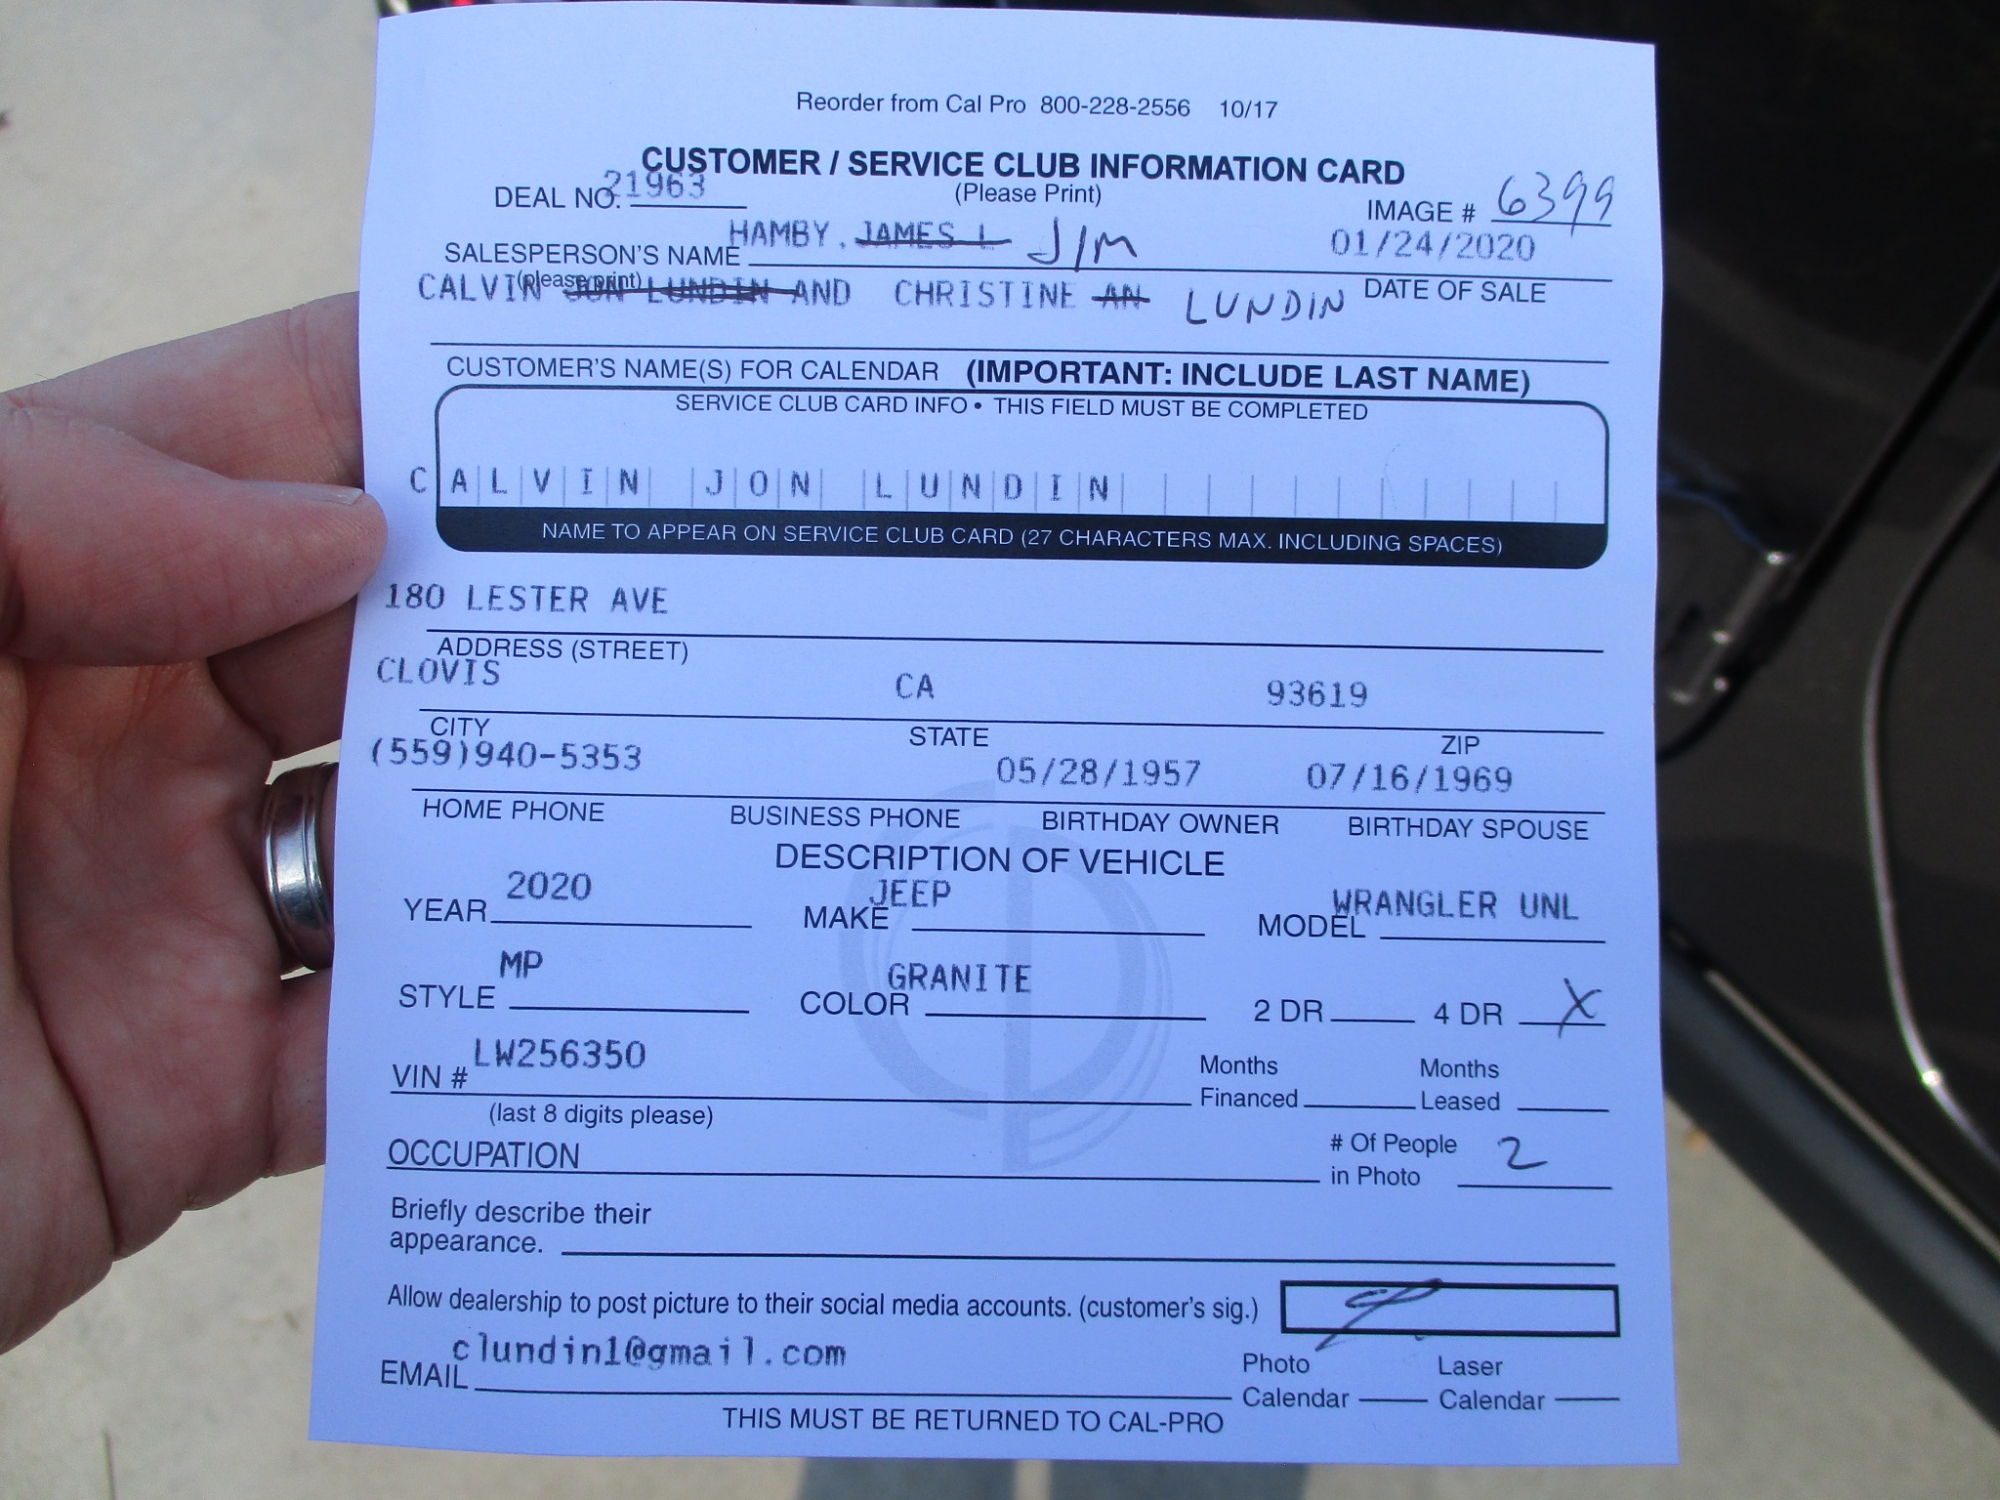 Reorder from Cal Pro 800-228-2556 10/17
CUSTOMER / SERVICE CLUB INFORMATION CARD
DEAL NO. 21963 (Please Print) IMAGE # 6399
SALESPERSON'S NAME HAMBY, JAMES L JIM 01/24/2020
(please print) DATE OF SALE
CALVIN JON LUNDIN AND CHRISTINE AN LUNDIN
CUSTOMER'S NAME(S) FOR CALENDAR (IMPORTANT: INCLUDE LAST NAME)
SERVICE CLUB CARD INFO • THIS FIELD MUST BE COMPLETED
CALVIN JON LUNDIN
NAME TO APPEAR ON SERVICE CLUB CARD (27 CHARACTERS MAX. INCLUDING SPACES)
180 LESTER AVE
ADDRESS (STREET)
CLOVIS CA 93619
CITY STATE ZIP
(559)940-5353 05/28/1957 07/16/1969
HOME PHONE BUSINESS PHONE BIRTHDAY OWNER BIRTHDAY SPOUSE
DESCRIPTION OF VEHICLE
YEAR 2020 MAKE JEEP MODEL WRANGLER UNL
STYLE MP COLOR GRANITE 2 DR 4 DR X
VIN # LW256350 Months Financed Months Leased
(last 8 digits please)
OCCUPATION # Of People in Photo 2
Briefly describe their
appearance.
Allow dealership to post picture to their social media accounts. (customer's sig.)
EMAIL clundin1@gmail.com Photo Calendar Laser Calendar
THIS MUST BE RETURNED TO CAL-PRO